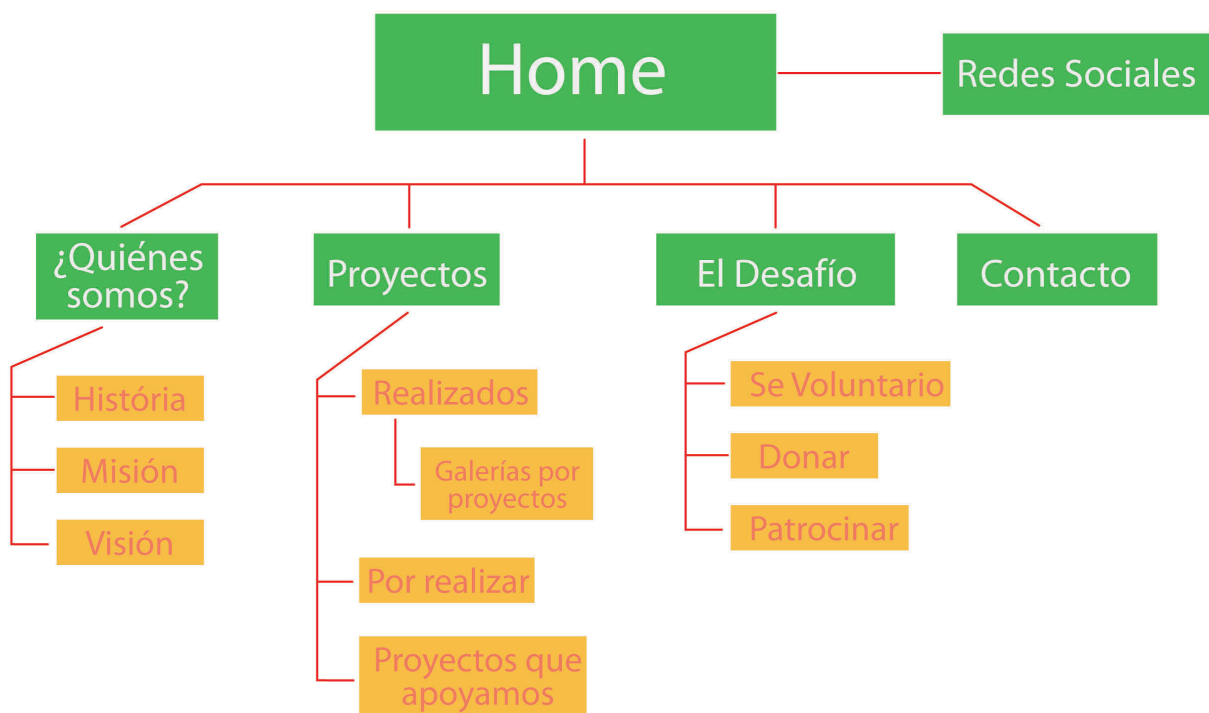 Home
Redes Sociales
¿Quiénes
somos?
Proyectos
El Desafío
Contacto
História
Misión
Visión
Realizados
Galerías por
proyectos
Por realizar
Proyectos que
apoyamos
Se Voluntario
Donar
Patrocinar